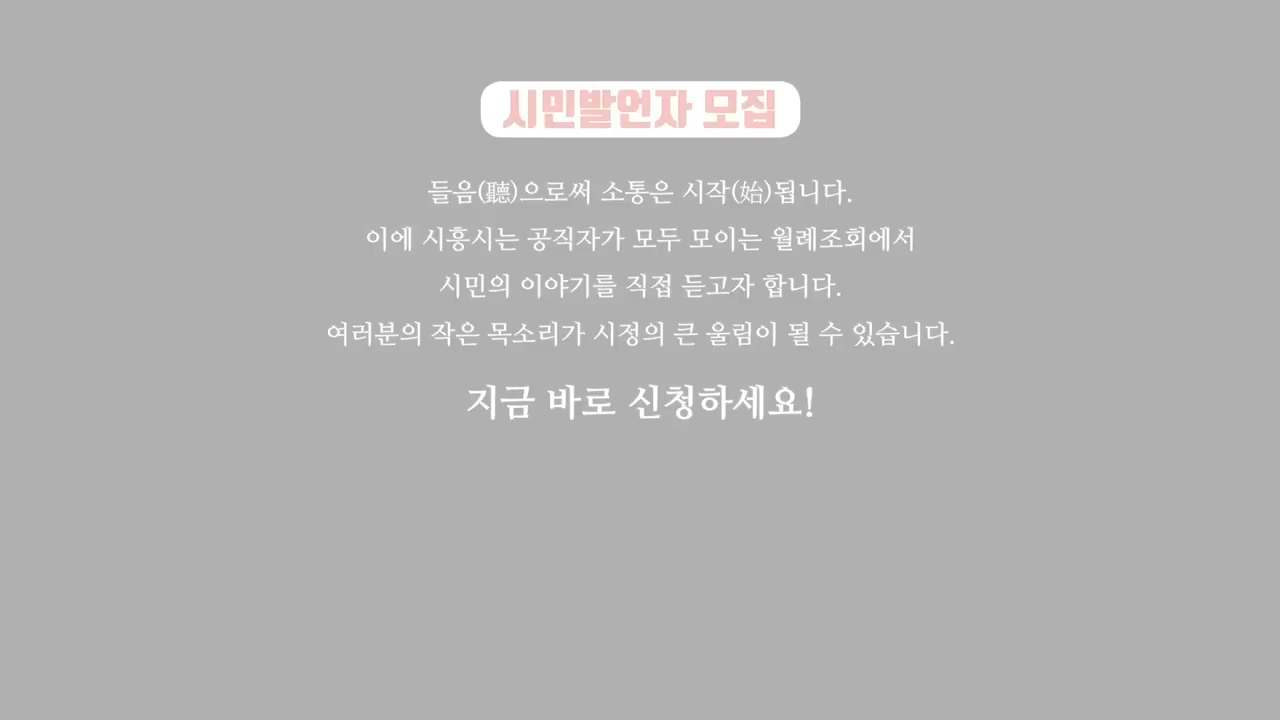 시민발언자 모집
들음(聽)으로써 소통은 시작(始)됩니다.
이에 시흥시는 공직자가 모두 모이는 월례조회에서
시민의 이야기를 직접 듣고자 합니다.
여러분의 작은 목소리가 시정의 큰 울림이 될 수 있습니다.
지금 바로 신청하세요!